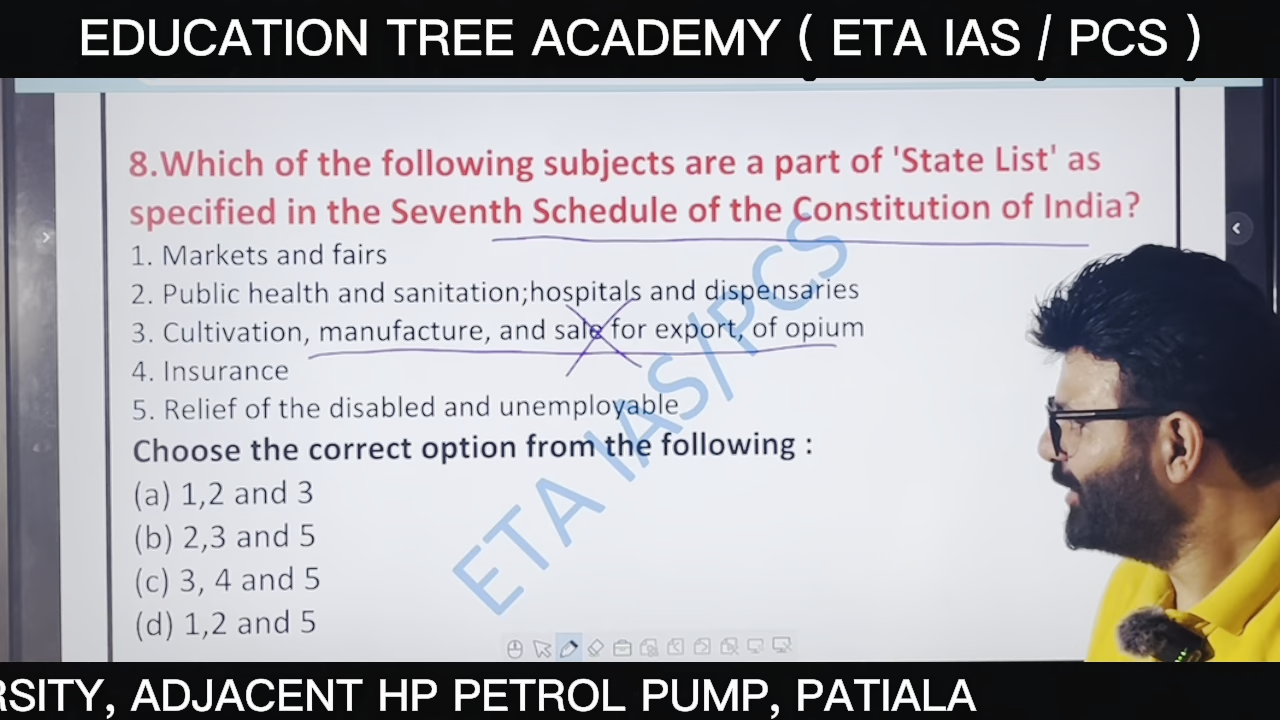 EDUCATION TREE ACADEMY ( ETA IAS / PCS )
8.Which of the following subjects are a part of 'State List' as
specified in the Seventh Schedule of the Constitution of India?
1. Markets and fairs
2. Public health and sanitation;hospitals and dispensaries
3. Cultivation, manufacture, and sale for export, of opium
4. Insurance
5. Relief of the disabled and unemployable
Choose the correct option from the following :
(a) 1,2 and 3
(b) 2,3 and 5
(c) 3, 4 and 5
(d) 1,2 and 5
ETA IAS/PCS
RSITY, ADJACENT HP PETROL PUMP, PATIALA